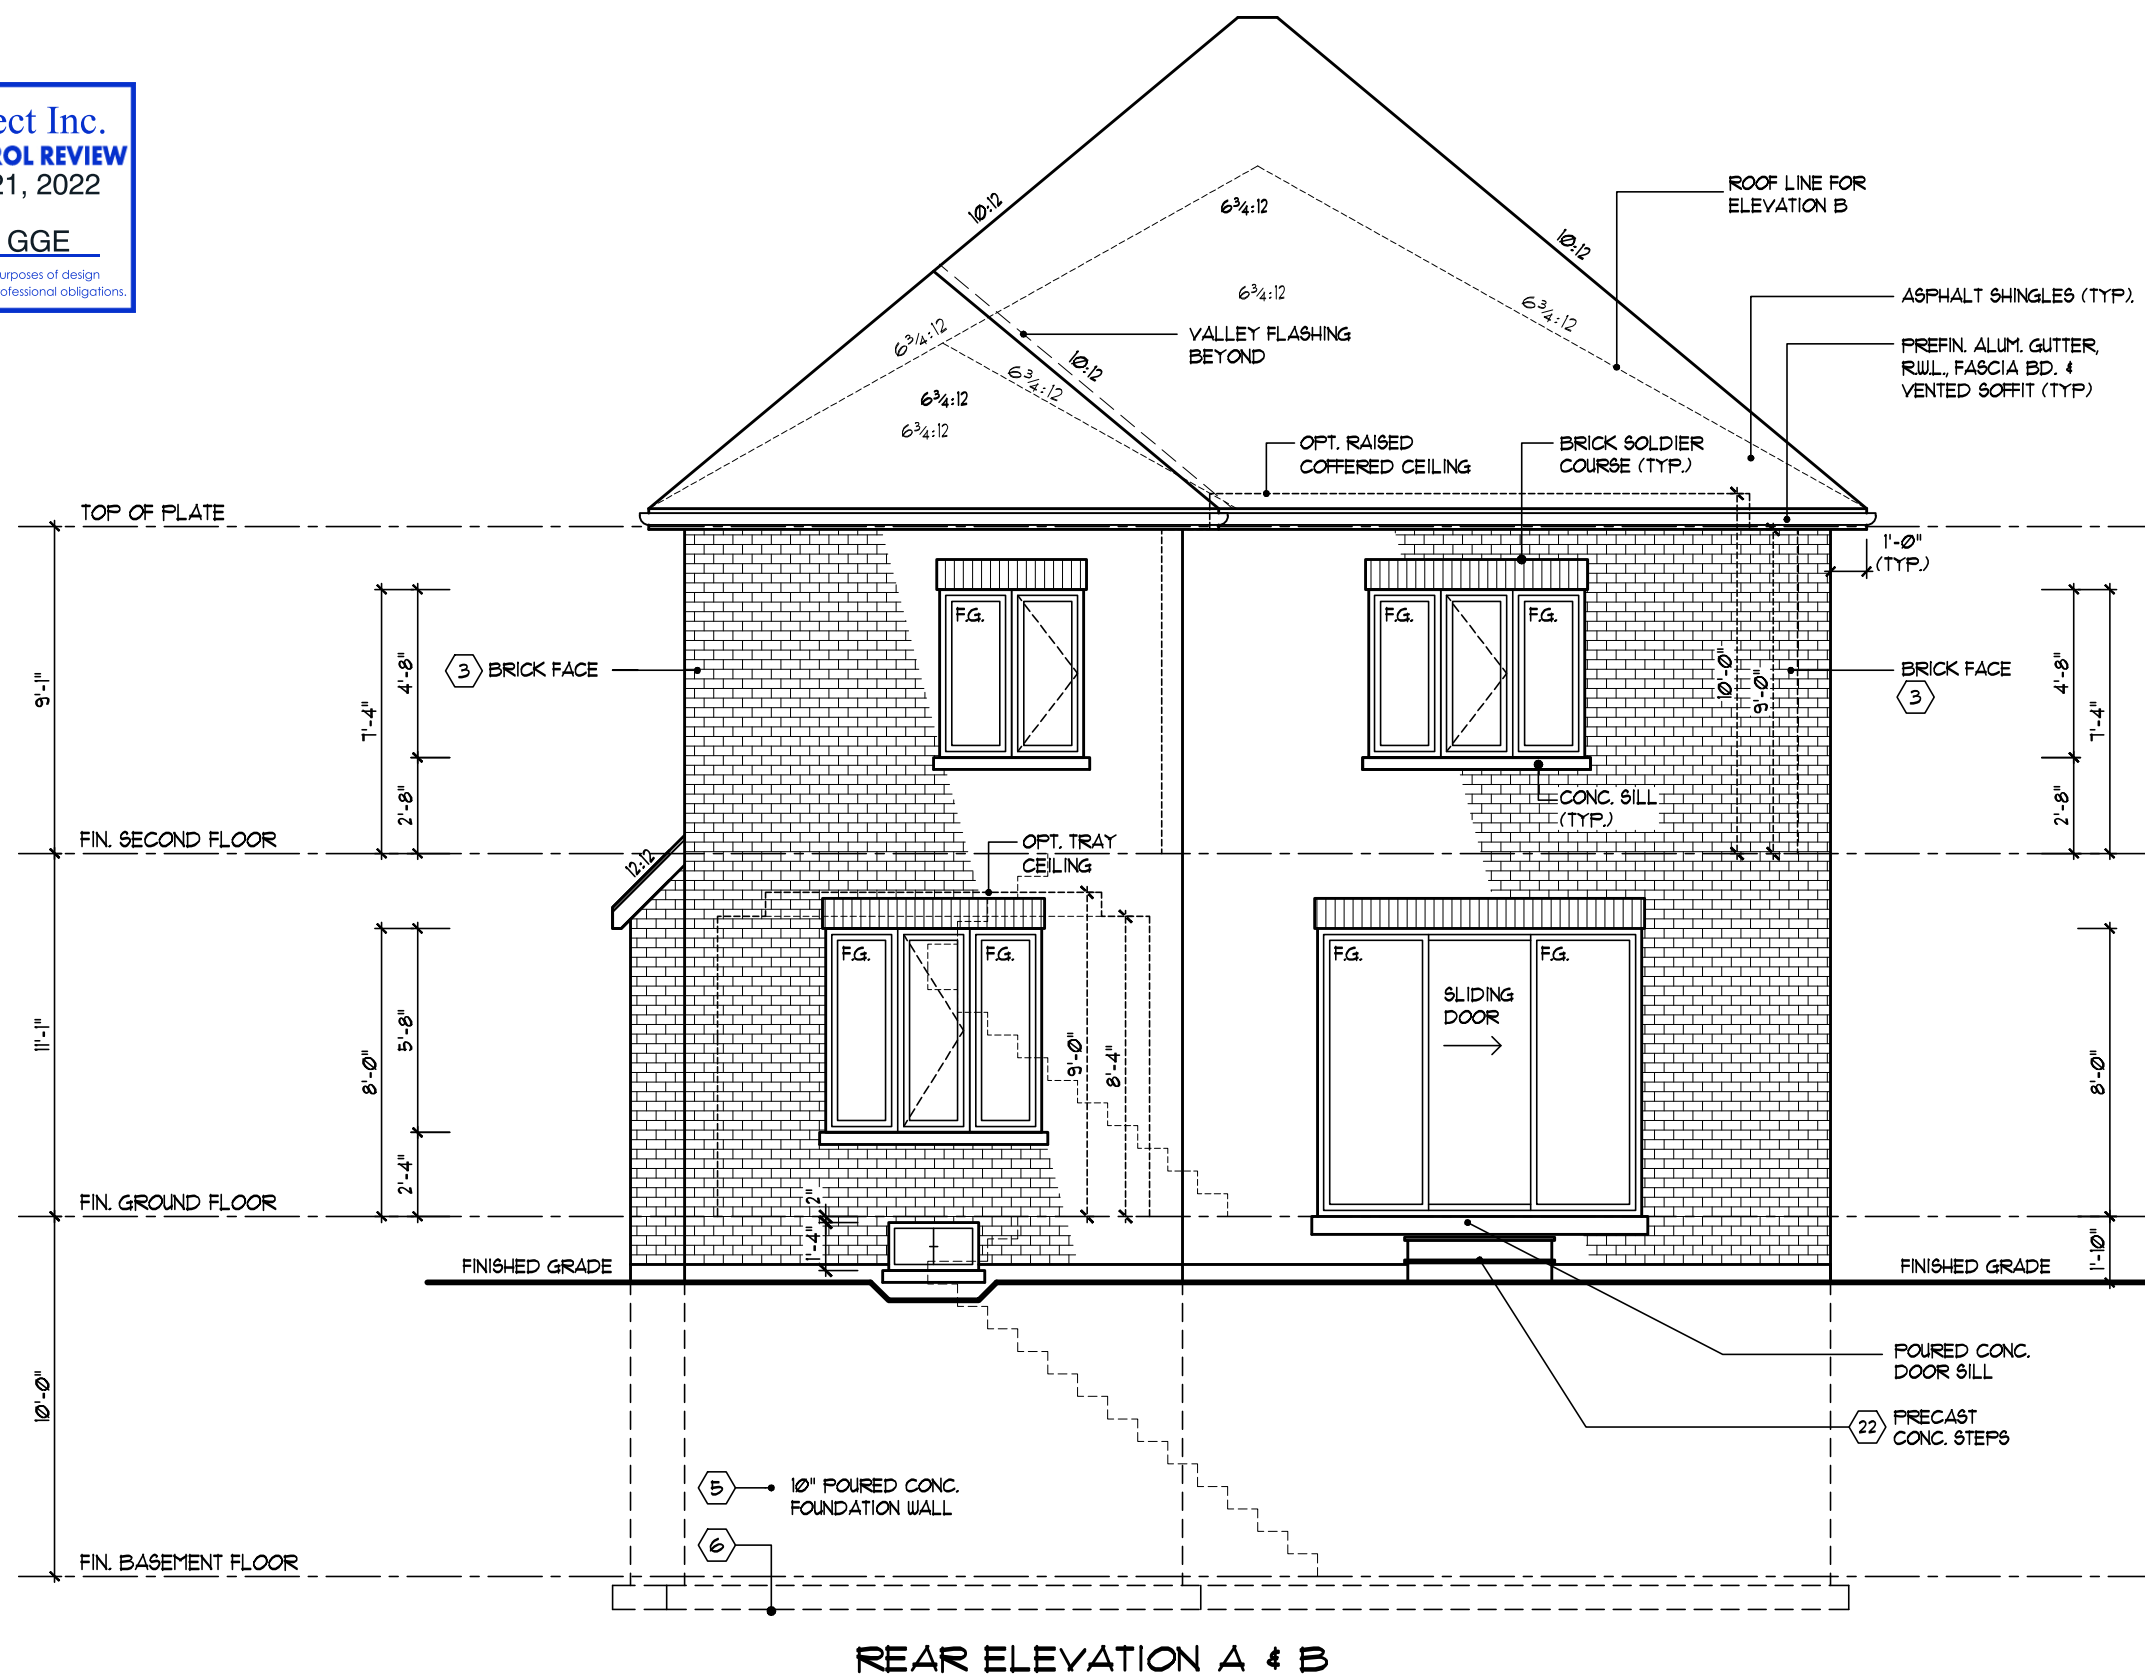 ect Inc.
ROL REVIEW
21, 2022
GGE
urposes of design
ofessional obligations.
10:12
6¾:12
10:12
ROOF LINE FOR
ELEVATION B
6¾:12
6¾:12
ASPHALT SHINGLES (TYP).
6¾:12
VALLEY FLASHING
BEYOND
10:12
6¾:12
PREFIN. ALUM. GUTTER,
R.W.L., FASCIA BD. &
VENTED SOFFIT (TYP)
6¾:12
6¾:12
OPT. RAISED
COFFERED CEILING
BRICK SOLDIER
COURSE (TYP.)
TOP OF PLATE
1'-0"
(TYP.)
F.G.
F.G.
F.G.
9'-1"
7'-4"
4'-8"
2'-8"
3 BRICK FACE
10'-0"
9'-0"
BRICK FACE
3
4'-8"
7'-4"
2'-8"
CONC. SILL
(TYP.)
FIN. SECOND FLOOR
12:12
OPT. TRAY
CEILING
F.G.
F.G.
F.G.
F.G.
SLIDING
DOOR
11'-1"
8'-0"
5'-8"
2'-4"
9'-0"
8'-4"
8'-0"
FIN. GROUND FLOOR
2"
1'-4"
1'-10"
FINISHED GRADE
FINISHED GRADE
10'-0"
POURED CONC.
DOOR SILL
22 PRECAST
CONC. STEPS
5 10" POURED CONC.
FOUNDATION WALL
6
FIN. BASEMENT FLOOR
REAR ELEVATION A & B